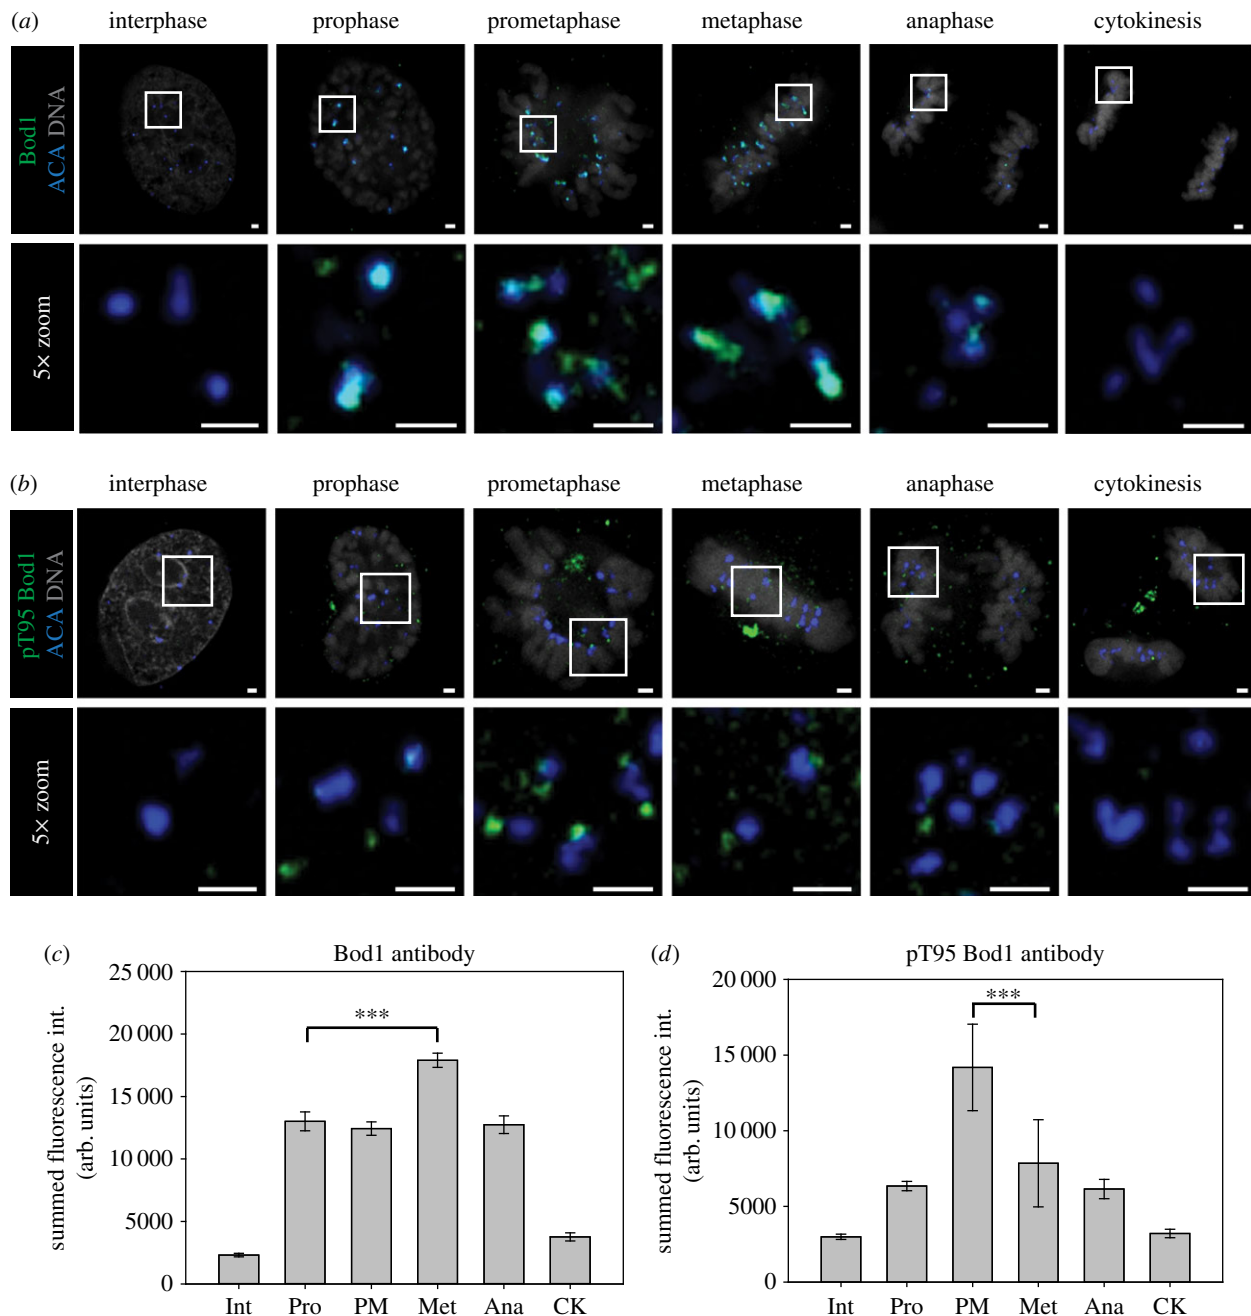 (a) interphase prophase prometaphase metaphase anaphase cytokinesis
Bod1
ACA DNA
5× zoom
(b) interphase prophase prometaphase metaphase anaphase cytokinesis
pT95 Bod1
ACA DNA
5× zoom
(c) Bod1 antibody
summed fluorescence int.
(arb. units)
25 000
20 000
15 000
10 000
5000
0
***
Int Pro PM Met Ana CK
(d) pT95 Bod1 antibody
summed fluorescence int.
(arb. units)
20 000
15 000
10 000
5000
0
***
Int Pro PM Met Ana CK